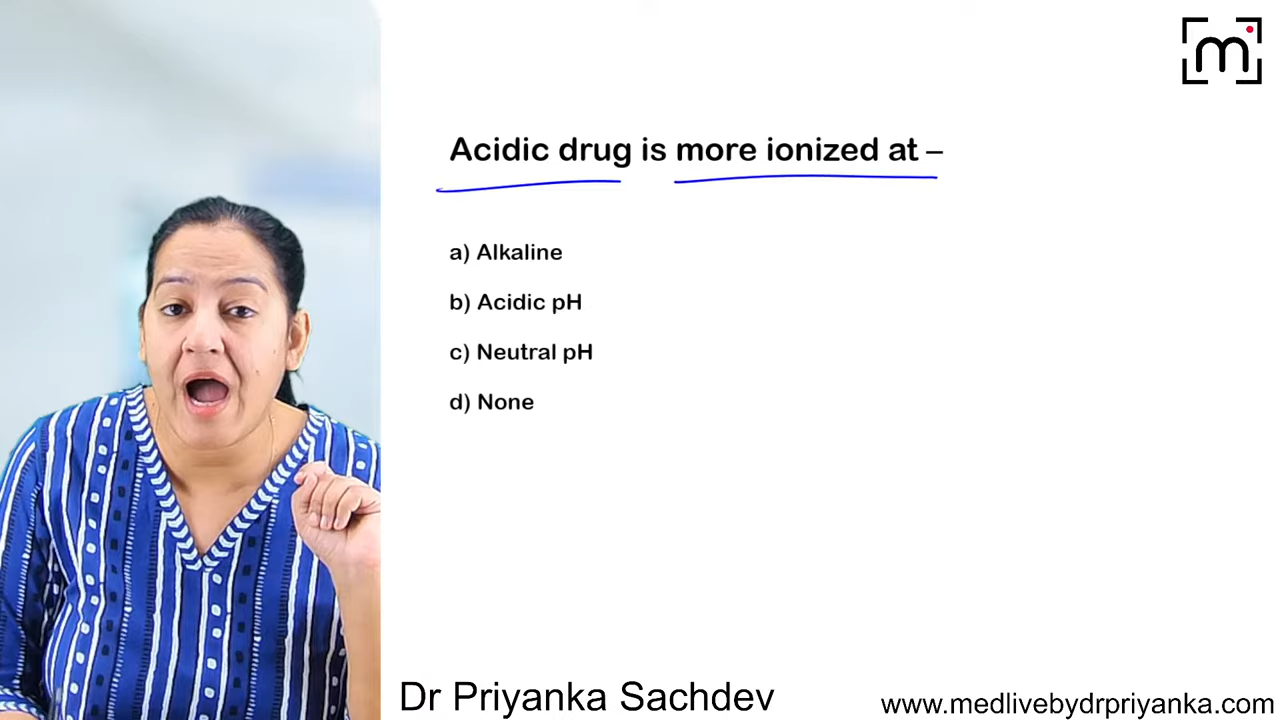 m
Acidic drug is more ionized at –
a) Alkaline
b) Acidic pH
c) Neutral pH
d) None
Dr Priyanka Sachdev
www.medlivebydrpriyanka.com